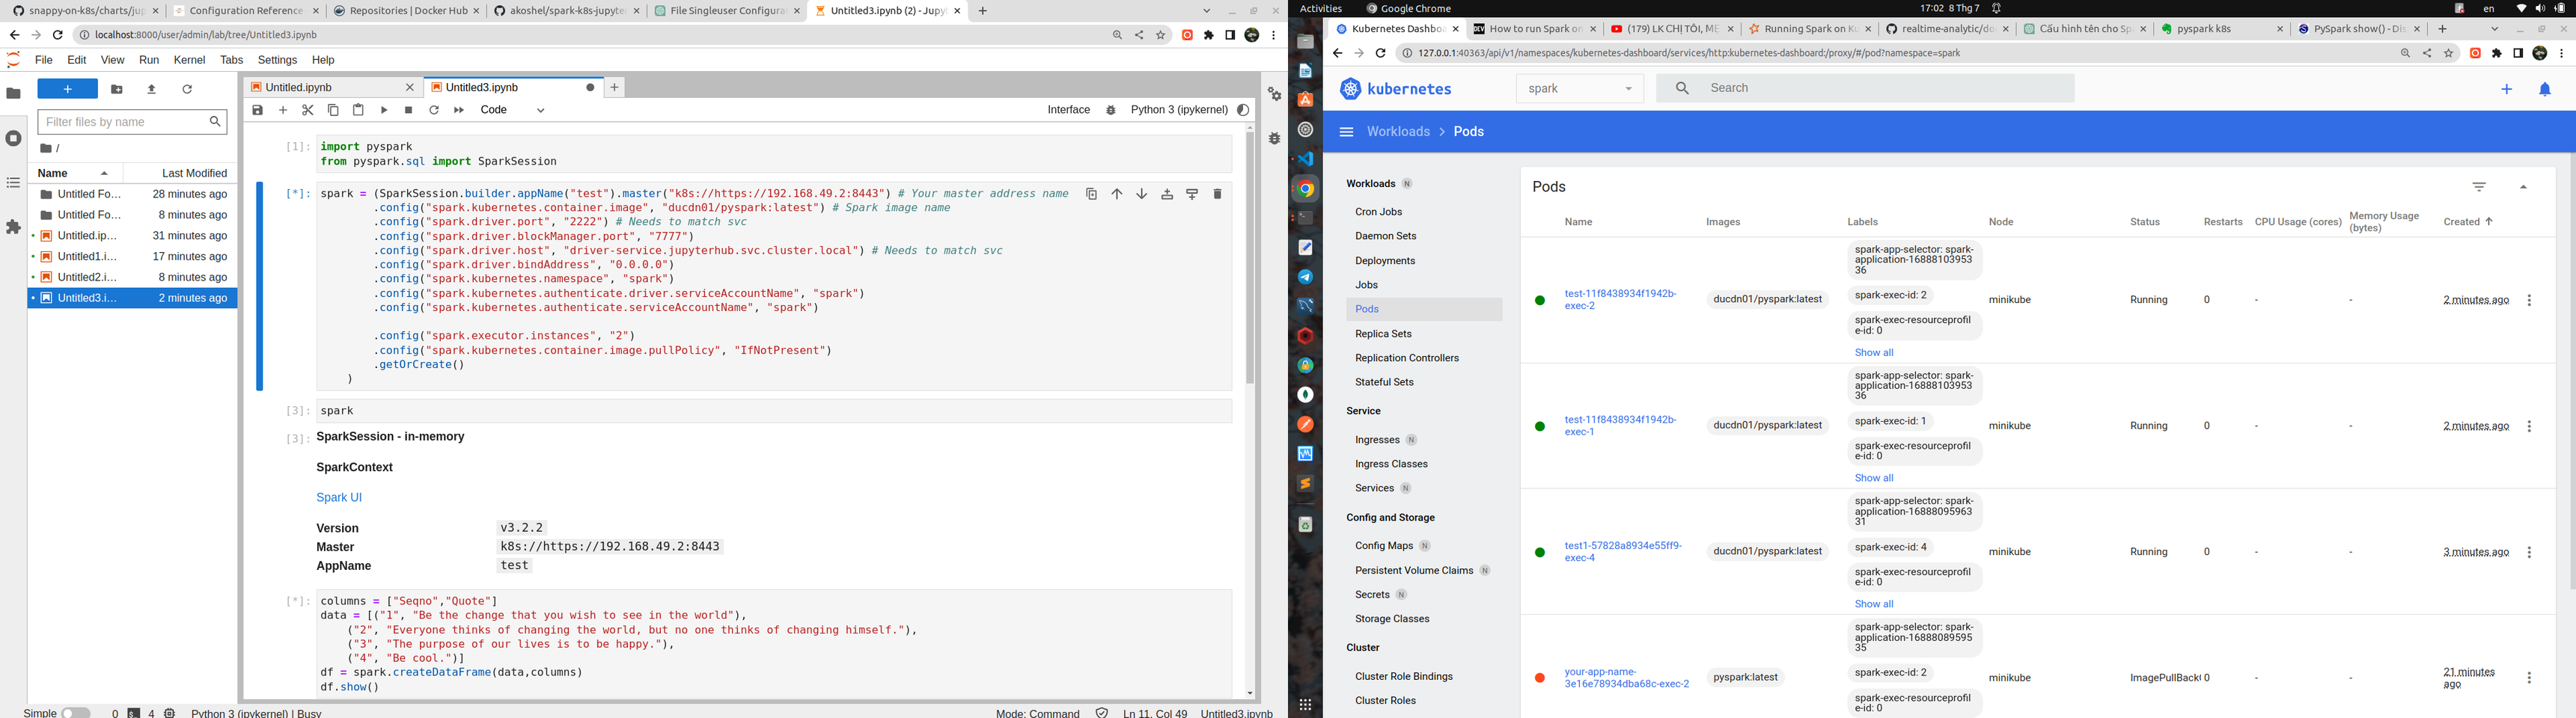 snappy-on-k8s/charts/jup
Configuration Reference
Repositories | Docker Hub
akoshel/spark-k8s-jupyte
File Singleuser Configurat
Untitled3.ipynb (2) - Jupyt
localhost:8000/user/admin/lab/tree/Untitled3.ipynb
File Edit View Run Kernel Tabs Settings Help
Filter files by name
/
Name Last Modified
Untitled Fo... 28 minutes ago
Untitled Fo... 8 minutes ago
Untitled.ip... 31 minutes ago
Untitled1.i... 17 minutes ago
Untitled2.i... 8 minutes ago
Untitled3.i... 2 minutes ago
Untitled.ipynb
Untitled3.ipynb
Code
Interface
Python 3 (ipykernel)
[1]: import pyspark
from pyspark.sql import SparkSession
[*]: spark = (SparkSession.builder.appName("test").master("k8s://https://192.168.49.2:8443") # Your master address name
.config("spark.kubernetes.container.image", "ducdn01/pyspark:latest") # Spark image name
.config("spark.driver.port", "2222") # Needs to match svc
.config("spark.driver.blockManager.port", "7777")
.config("spark.driver.host", "driver-service.jupyterhub.svc.cluster.local") # Needs to match svc
.config("spark.driver.bindAddress", "0.0.0.0")
.config("spark.kubernetes.namespace", "spark")
.config("spark.kubernetes.authenticate.driver.serviceAccountName", "spark")
.config("spark.kubernetes.authenticate.serviceAccountName", "spark")
.config("spark.executor.instances", "2")
.config("spark.kubernetes.container.image.pullPolicy", "IfNotPresent")
.getOrCreate()
)
[3]: spark
[3]: SparkSession - in-memory
SparkContext
Spark UI
Version v3.2.2
Master k8s://https://192.168.49.2:8443
AppName test
[*]: columns = ["Seqno","Quote"]
data = [("1", "Be the change that you wish to see in the world"),
("2", "Everyone thinks of changing the world, but no one thinks of changing himself."),
("3", "The purpose of our lives is to be happy."),
("4", "Be cool.")]
df = spark.createDataFrame(data,columns)
df.show()
Simple 0 4 Python 3 (ipykernel) | Busy Mode: Command Ln 11, Col 49 Untitled3.ipynb
Activities Google Chrome 17:02 8 Thg 7 en
Kubernetes Dashboa
How to run Spark on
(179) LK CHỊ TÔI, MẸ
Running Spark on Ku
realtime-analytic/do
Cấu hình tên cho Sp
pyspark k8s
PySpark show() - Dis
127.0.0.1:40363/api/v1/namespaces/kubernetes-dashboard/services/http:kubernetes-dashboard:/proxy/#/pod?namespace=spark
kubernetes
spark
Search
Workloads > Pods
Workloads N
Cron Jobs
Daemon Sets
Deployments
Jobs
Pods
Replica Sets
Replication Controllers
Stateful Sets
Service
Ingresses N
Ingress Classes
Services N
Config and Storage
Config Maps N
Persistent Volume Claims N
Secrets N
Storage Classes
Cluster
Cluster Role Bindings
Cluster Roles
Pods
Name Images Labels Node Status Restarts CPU Usage (cores) Memory Usage (bytes) Created
spark-app-selector: spark-
application-16888103953
36
test-11f8438934f1942b-
exec-2
ducdn01/pyspark:latest
spark-exec-id: 2
minikube Running 0 - - 2 minutes ago
spark-exec-resourceprofil
e-id: 0
Show all
spark-app-selector: spark-
application-16888103953
36
test-11f8438934f1942b-
exec-1
ducdn01/pyspark:latest
spark-exec-id: 1
minikube Running 0 - - 2 minutes ago
spark-exec-resourceprofil
e-id: 0
Show all
spark-app-selector: spark-
application-16888095963
31
test1-57828a8934e55ff9-
exec-4
ducdn01/pyspark:latest
spark-exec-id: 4
minikube Running 0 - - 3 minutes ago
spark-exec-resourceprofil
e-id: 0
Show all
spark-app-selector: spark-
application-16888089595
35
your-app-name-
3e16e78934dba68c-exec-2
pyspark:latest
spark-exec-id: 2
minikube ImagePullBack 0 - - 21 minutes
ago
spark-exec-resourceprofil
e-id: 0